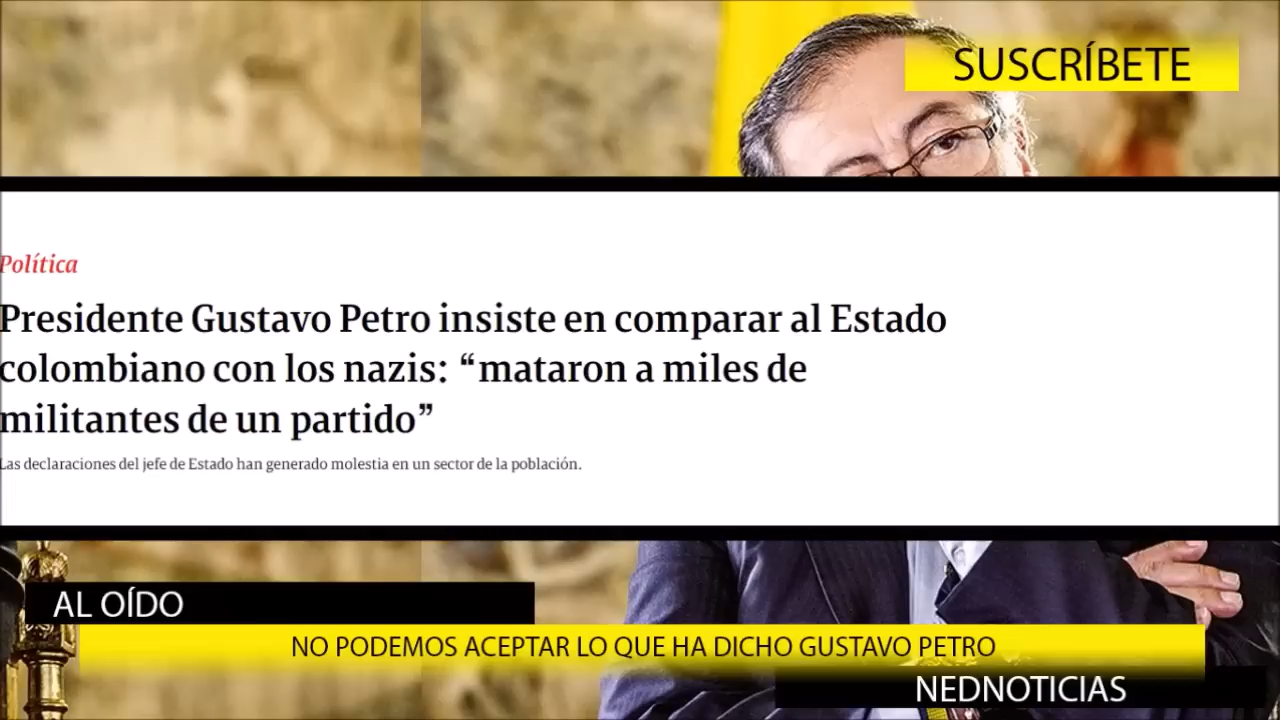 SUSCRÍBETE
Política
Presidente Gustavo Petro insiste en comparar al Estado
colombiano con los nazis: “mataron a miles de
militantes de un partido”
Las declaraciones del jefe de Estado han generado molestia en un sector de la población.
AL OÍDO
NO PODEMOS ACEPTAR LO QUE HA DICHO GUSTAVO PETRO
NEDNOTICIAS